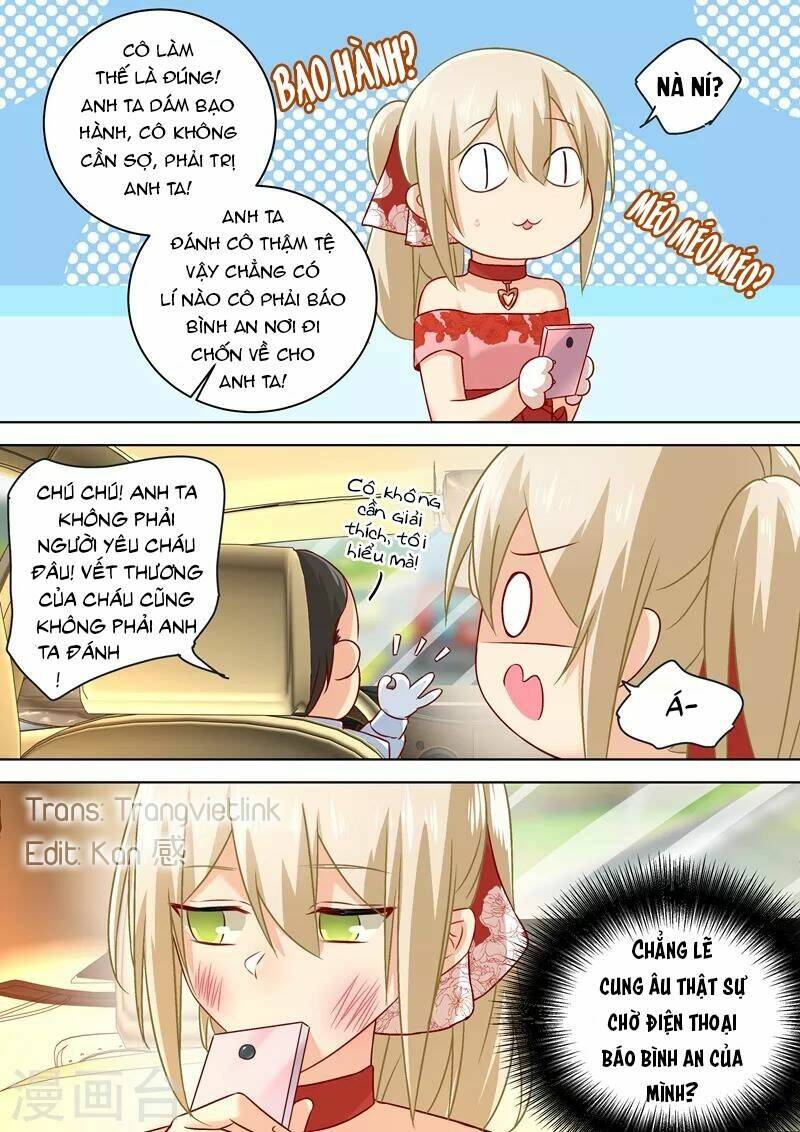 CÔ LÀM
THẾ LÀ ĐÚNG!
ANH TA DÁM BẠO
HÀNH, CÔ KHÔNG
CẦN SỢ, PHẢI TRỊ
ANH TA!
BẠO HÀNH?
NÀ NÍ?
ANH TA
ĐÁNH CÔ THẬM TỆ
VẬY CHẲNG CÓ
LÍ NÀO CÔ PHẢI BÁO
BÌNH AN NƠI ĐI
CHỐN VỀ CHO
ANH TA!
MÉO MÉO MÉO?
CHÚ CHÚ! ANH TA
KHÔNG PHẢI
NGƯỜI YÊU CHÁU
ĐÂU! VẾT THƯƠNG
CỦA CHÁU CŨNG
KHÔNG PHẢI ANH
TA ĐÁNH
!
Cô không
cần giải
thích, tôi
hiểu mà!
Á-
Trans: Trangvietlink
Edit: Kan 感
CHẲNG LẼ
CUNG ÂU THẬT SỰ
CHỜ ĐIỆN THOẠI
BÁO BÌNH AN CỦA
MÌNH?
漫画台